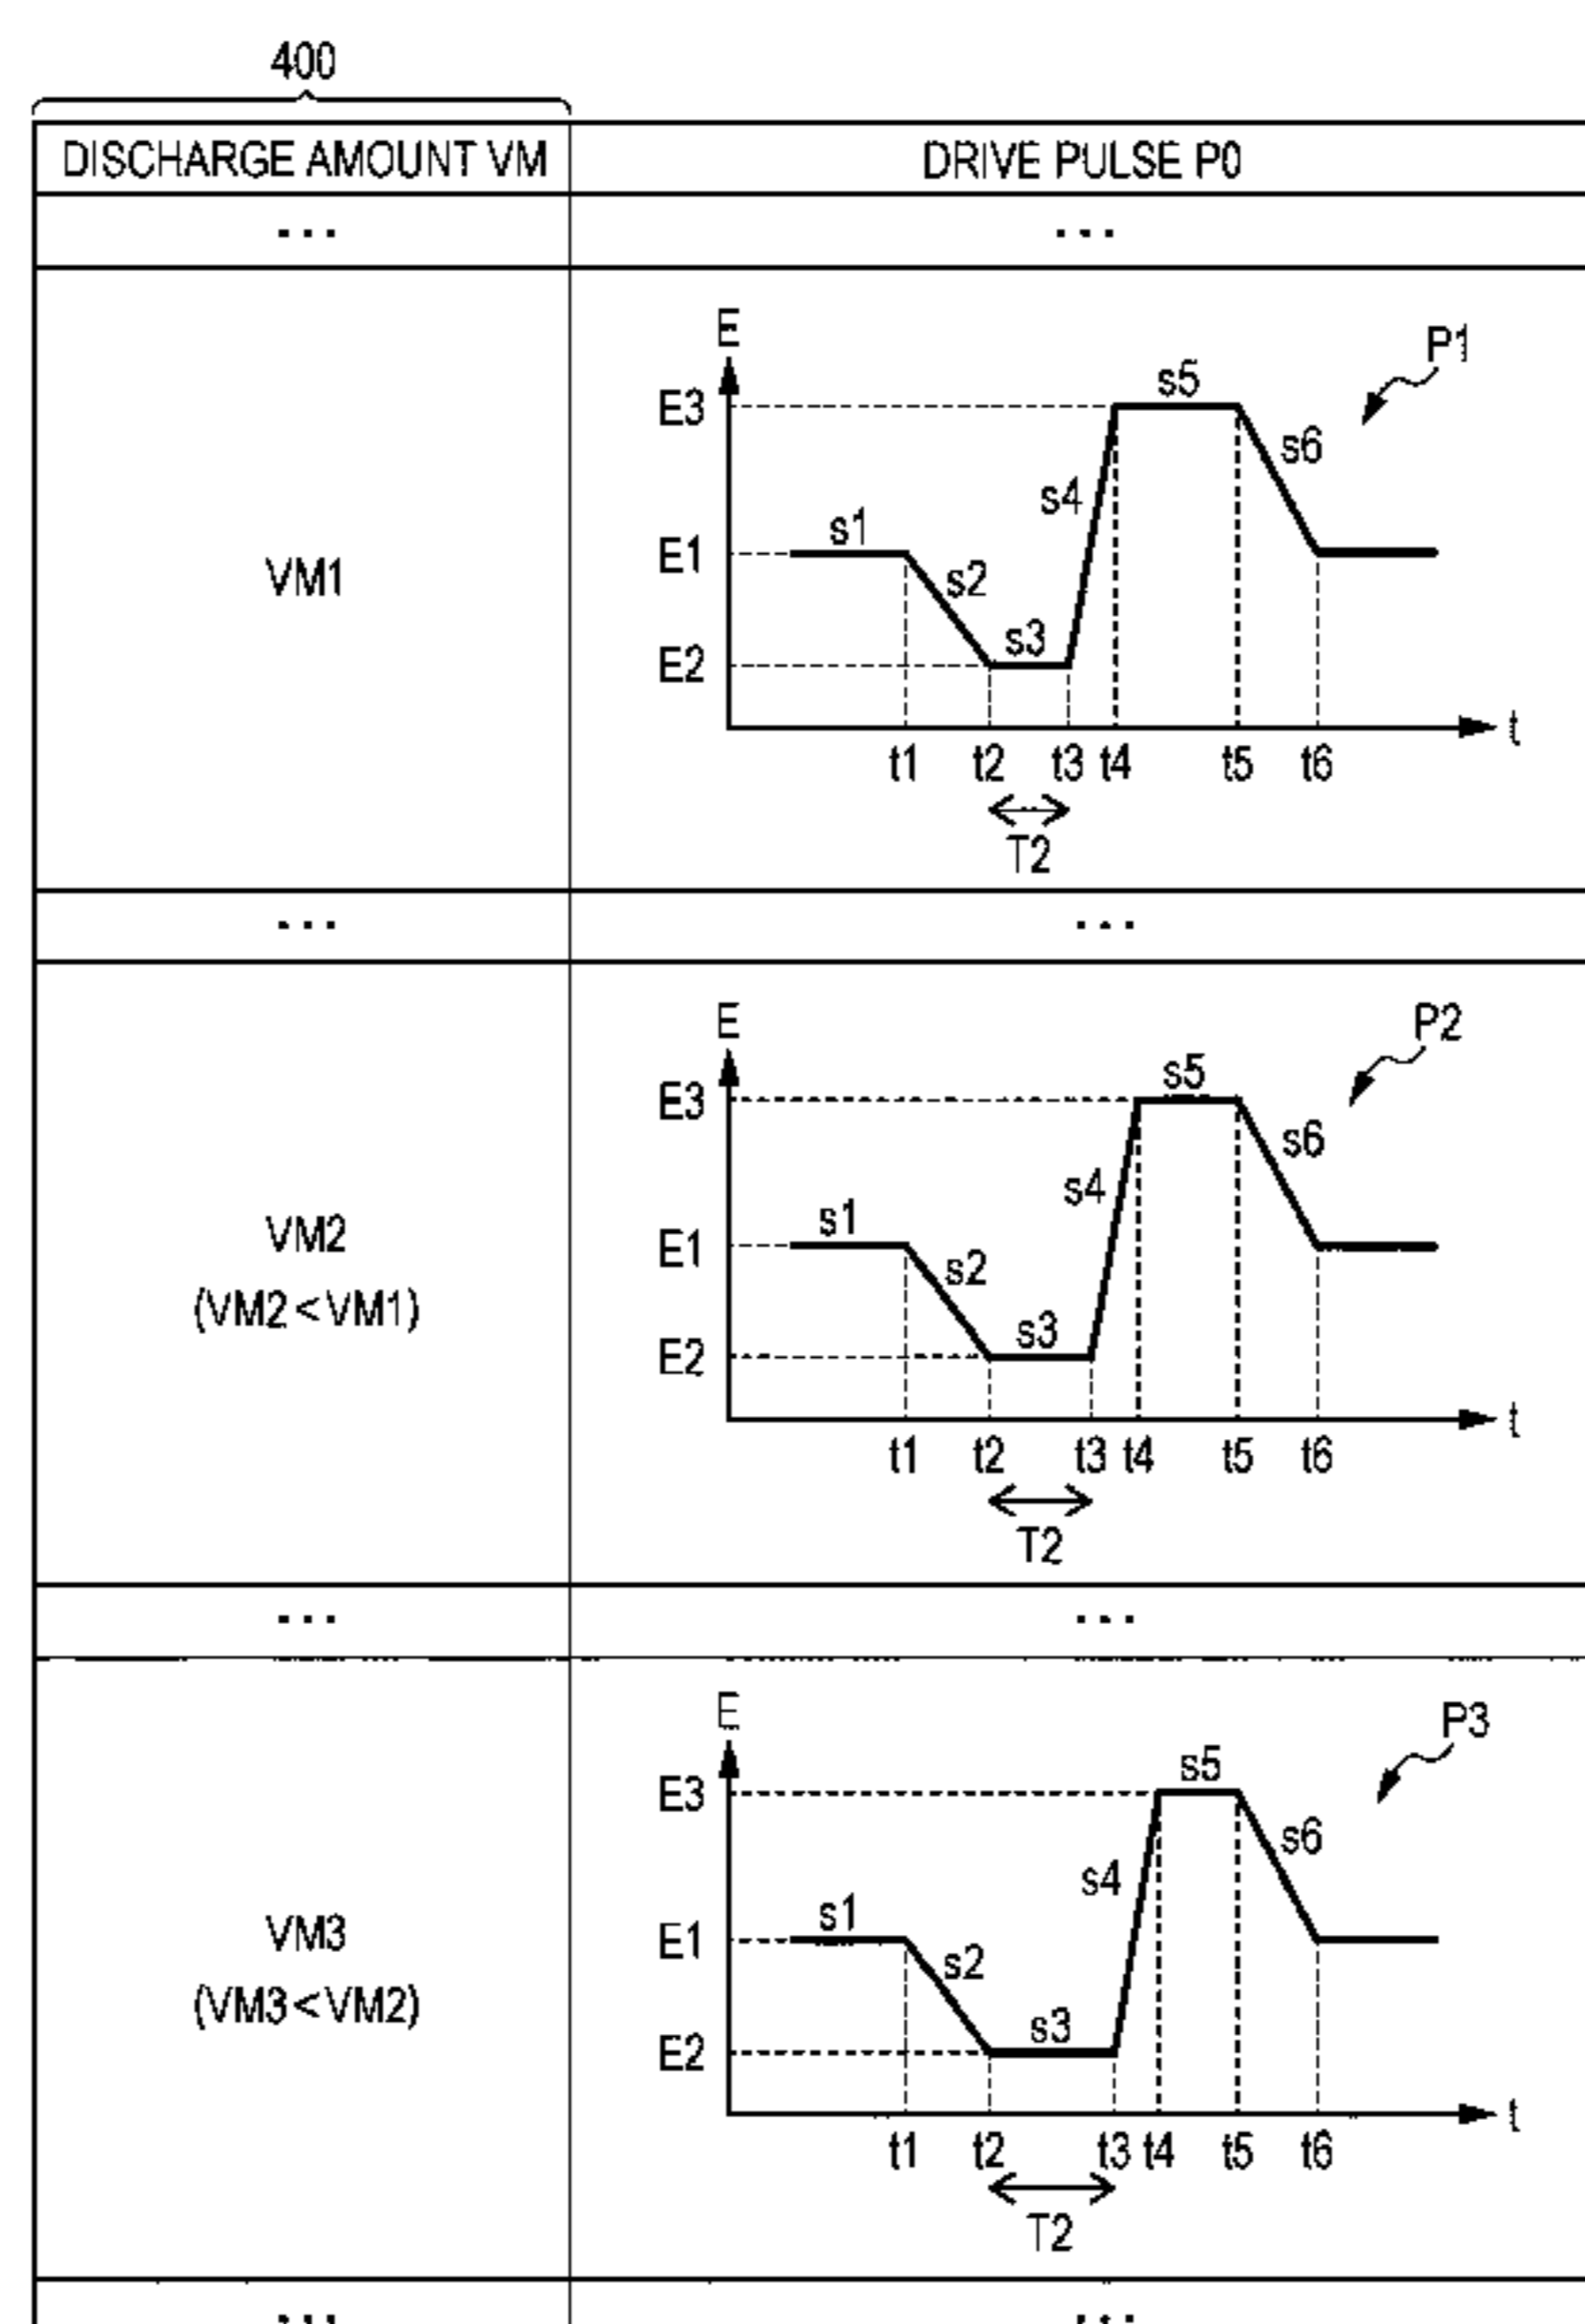 400
DISCHARGE AMOUNT VM
DRIVE PULSE P0
...
...
VM1
E
P1
E3
s5
s6
s4
E1
s1
s2
s3
E2
t
t1 t2 t3 t4 t5 t6
T2
...
...
VM2
(VM2<VM1)
E
P2
E3
s5
s6
s4
E1
s1
s2
s3
E2
t
t1 t2 t3 t4 t5 t6
T2
...
...
VM3
(VM3<VM2)
E
P3
E3
s5
s6
s4
E1
s1
s2
s3
E2
t
t1 t2 t3 t4 t5 t6
T2
...
...